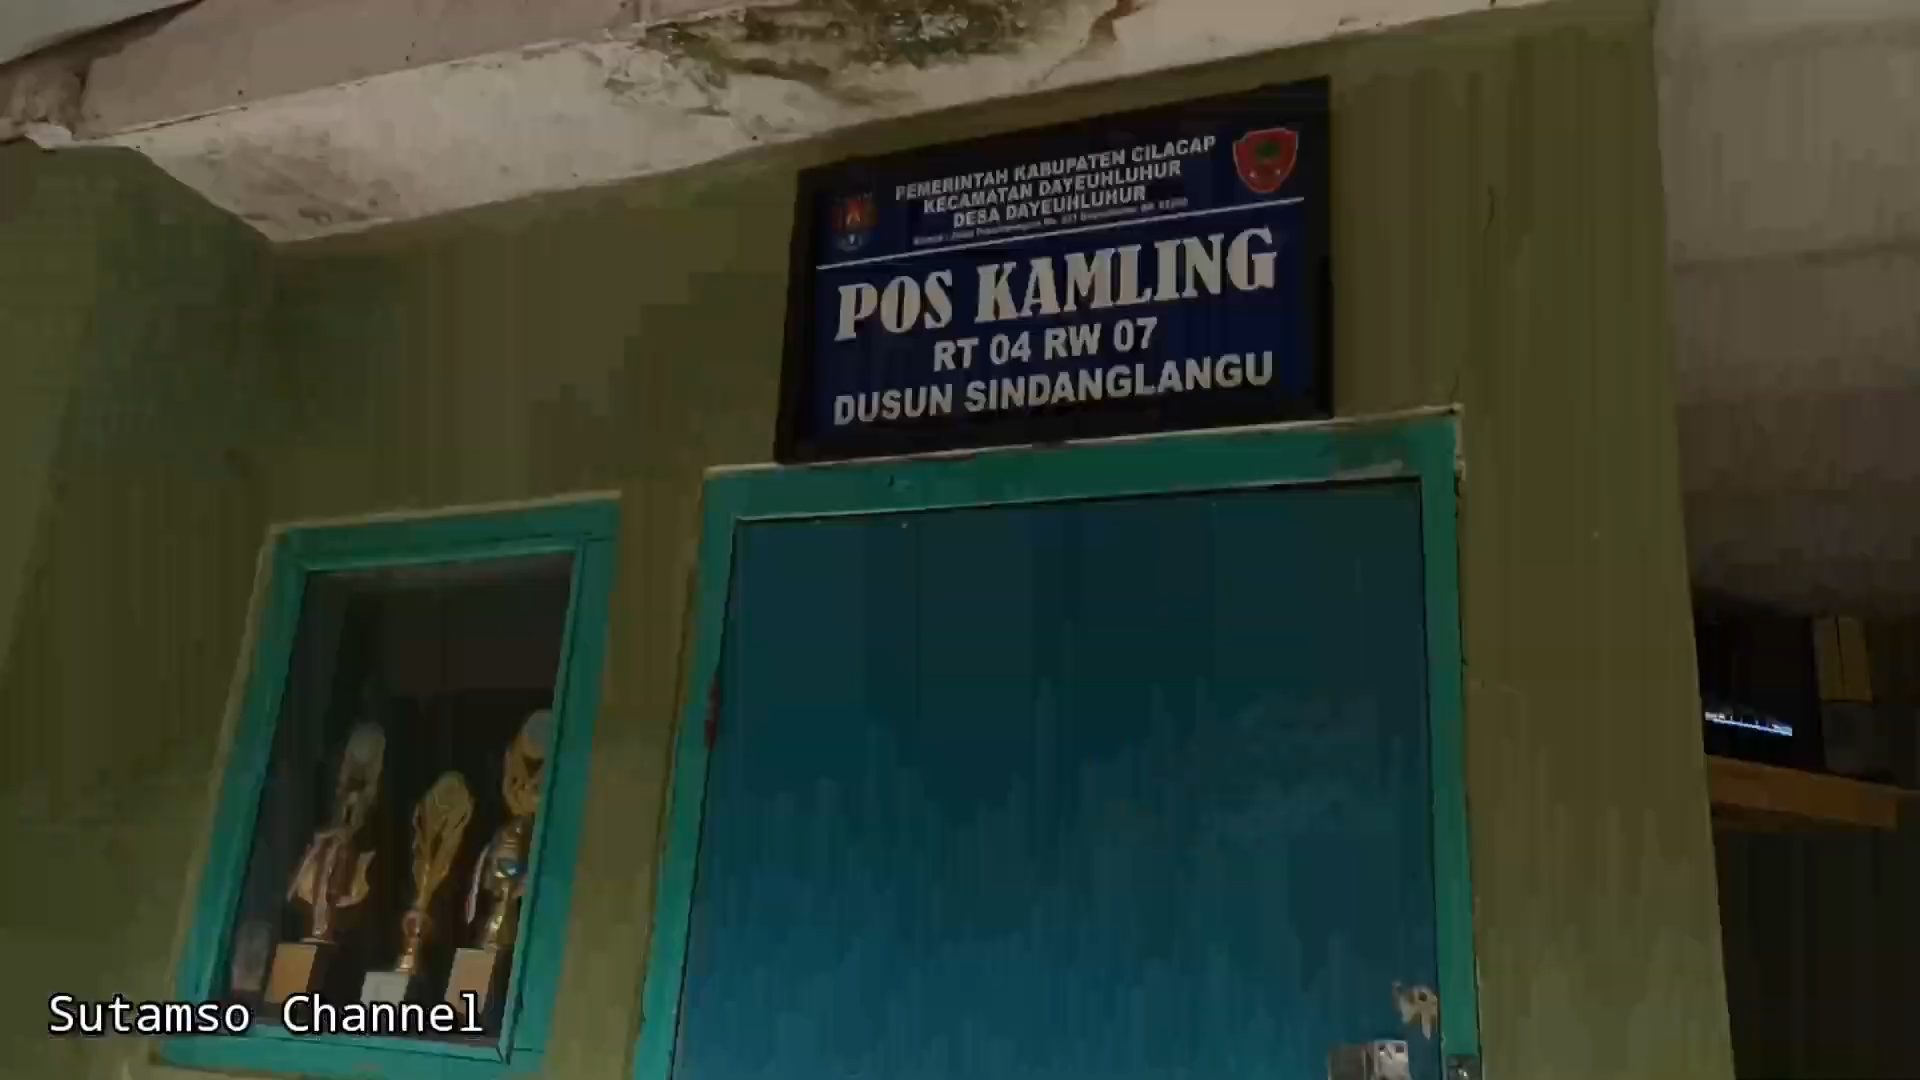 PEMERINTAH KABUPATEN CILACAP
KECAMATAN DAYEUHLUHUR
DESA DAYEUHLUHUR
POS KAMLING
RT 04 RW 07
DUSUN SINDANGLANGU
Sutamso Channel